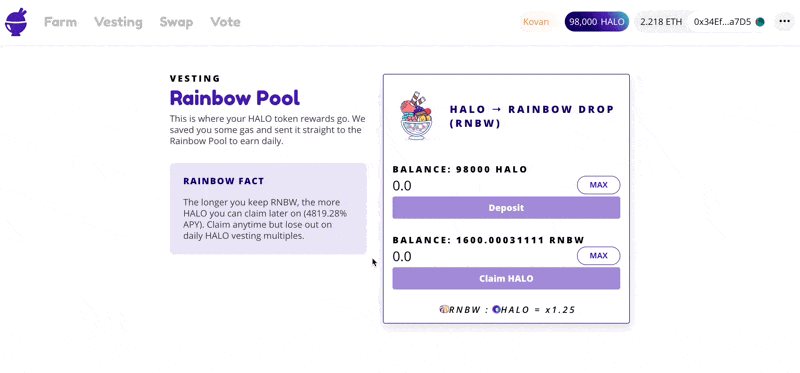 Farm Vesting Swap Vote
Kovan 98,000 HALO 2.218 ETH 0x34Ef...a7D5
VESTING
Rainbow Pool
This is where your HALO token rewards go. We
saved you some gas and sent it straight to the
Rainbow Pool to earn daily.
RAINBOW FACT
The longer you keep RNBW, the more
HALO you can claim later on (4819.28%
APY). Claim anytime but lose out on
daily HALO vesting multiples.
HALO → RAINBOW DROP
(RNBW)
BALANCE: 98000 HALO
0.0 MAX
Deposit
BALANCE: 1600.00031111 RNBW
0.0 MAX
Claim HALO
RNBW : HALO = x1.25